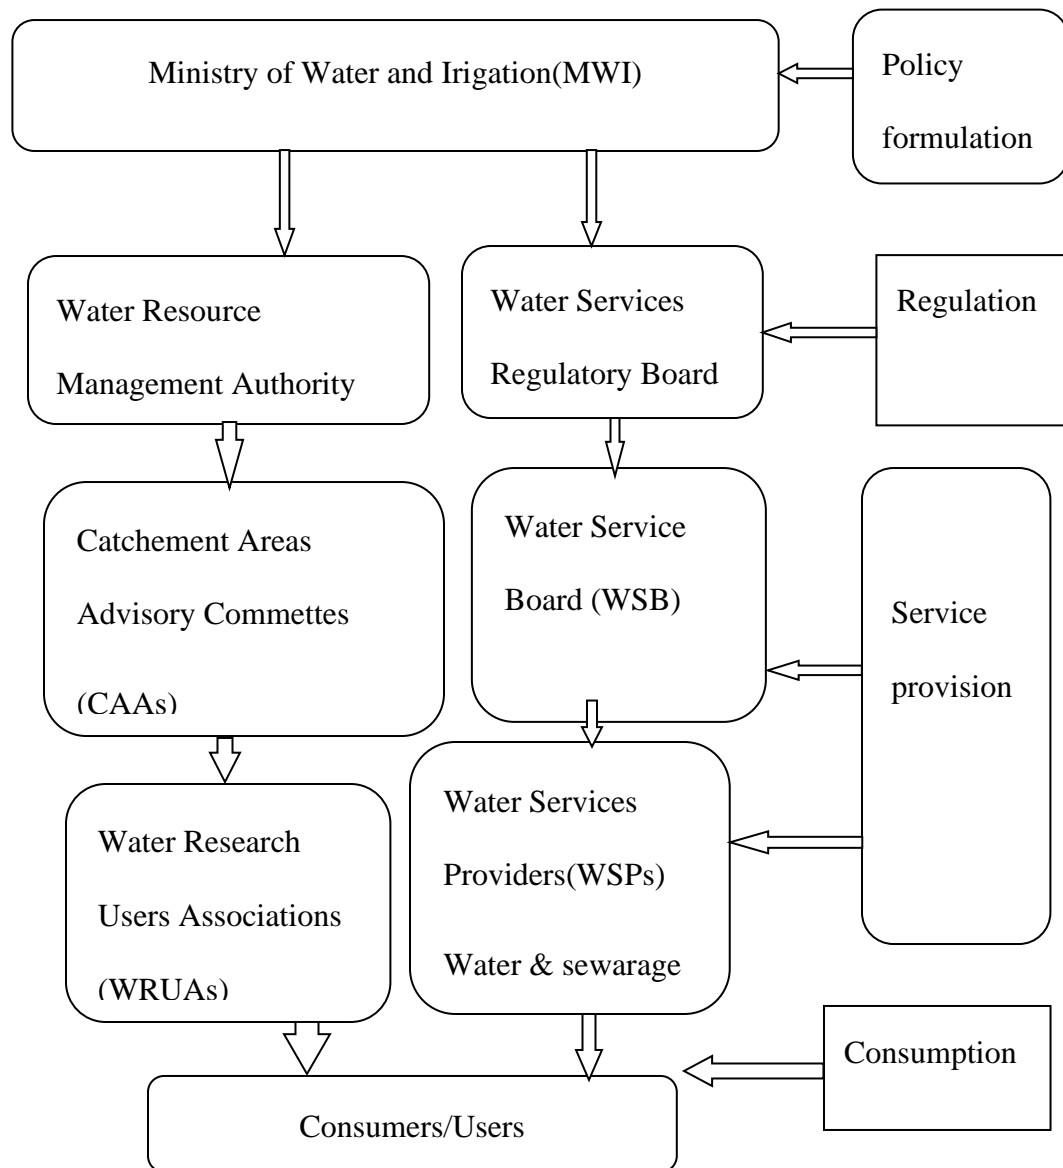 Ministry of Water and Irigation(MWI)
Policy
formulation
Water Resource
Management Authority
Water Services
Regulatory Board
Regulation
Catchement Areas
Advisory Commettes
(CAAs)
Water Service
Board (WSB)
Service
provision
Water Research
Users Associations
(WRUAs)
Water Services
Providers(WSPs)
Water & sewarage
Consumption
Consumers/Users